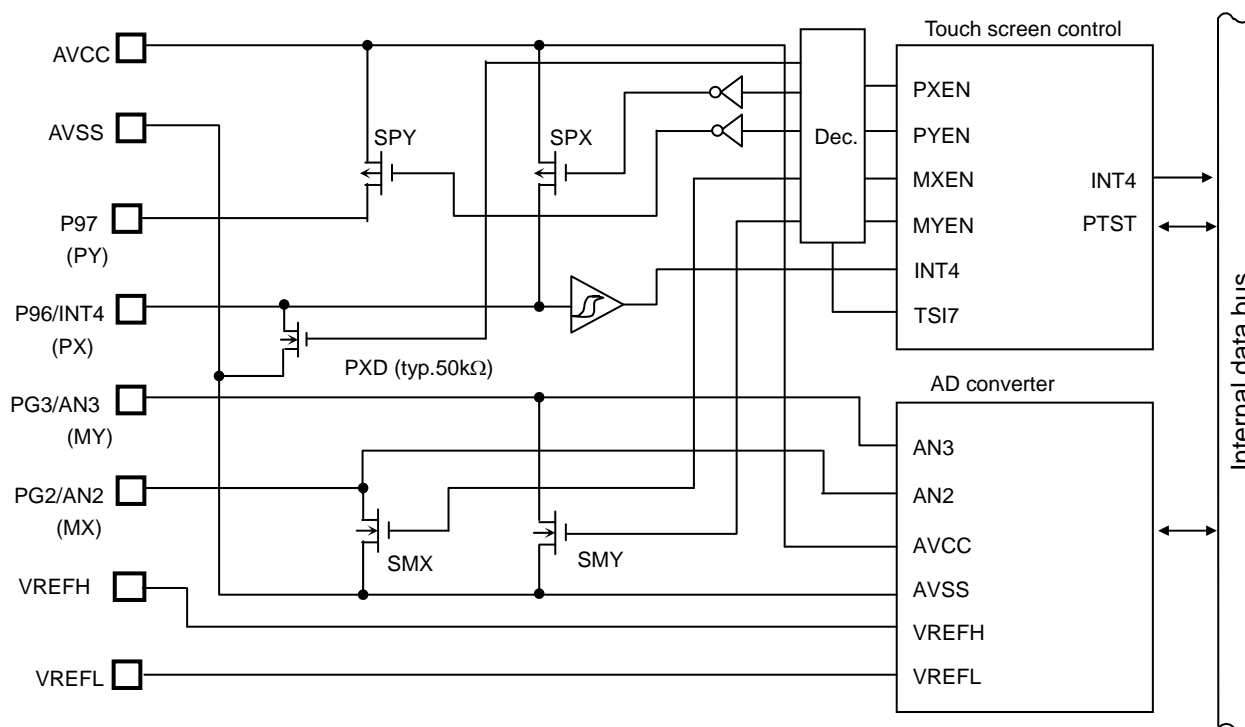 Touch screen control
AVCC
PXEN
AVSS
SPY
SPX
Dec.
PYEN
MXEN
INT4
P97
(PY)
MYEN
PTST
INT4
P96/INT4
(PX)
TSI7
PXD (typ.50kΩ)
Internal data bus
AD converter
PG3/AN3
(MY)
AN3
PG2/AN2
(MX)
AN2
SMX
SMY
AVCC
VREFH
AVSS
VREFH
VREFL
VREFL